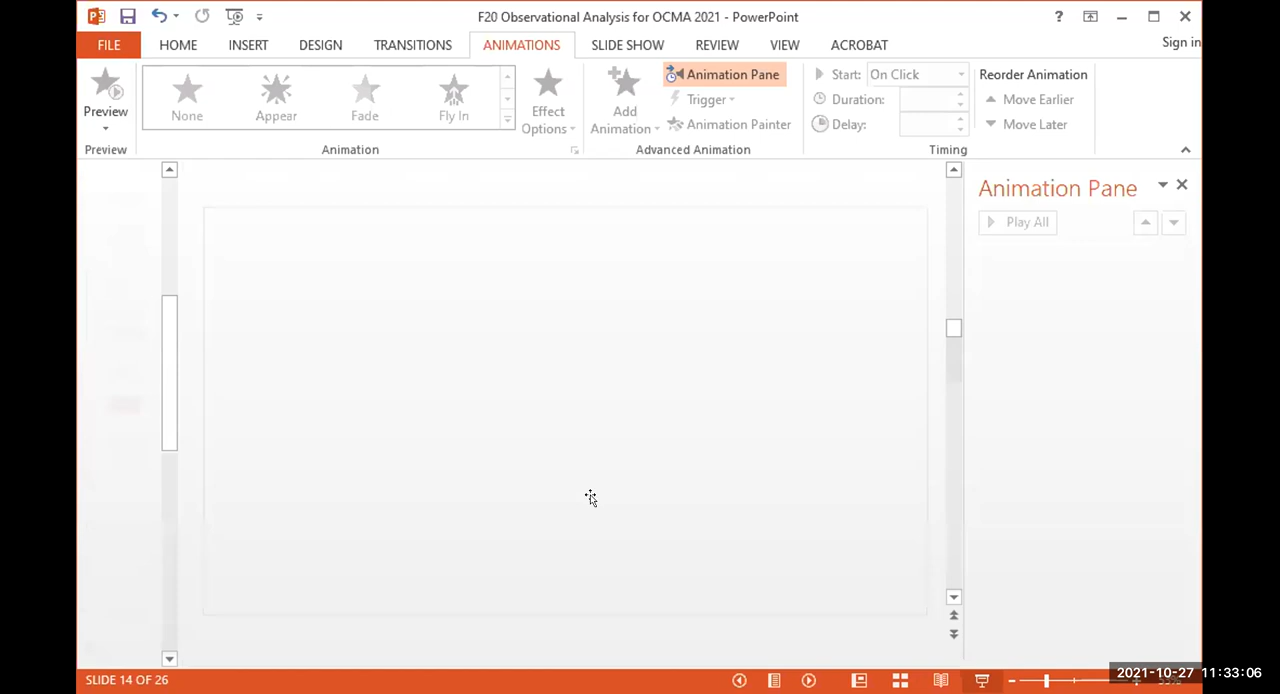 F20 Observational Analysis for OCMA 2021 - PowerPoint
?
FILE HOME INSERT DESIGN TRANSITIONS ANIMATIONS SLIDE SHOW REVIEW VIEW ACROBAT Sign in
Preview
None Appear Fade Fly In
Effect Options
Add Animation
Animation Pane
Trigger
Animation Painter
Start: On Click
Duration:
Delay:
Reorder Animation
Move Earlier
Move Later
Preview Animation Advanced Animation Timing
Animation Pane
Play All
SLIDE 14 OF 26
2021-10-27 11:33:06